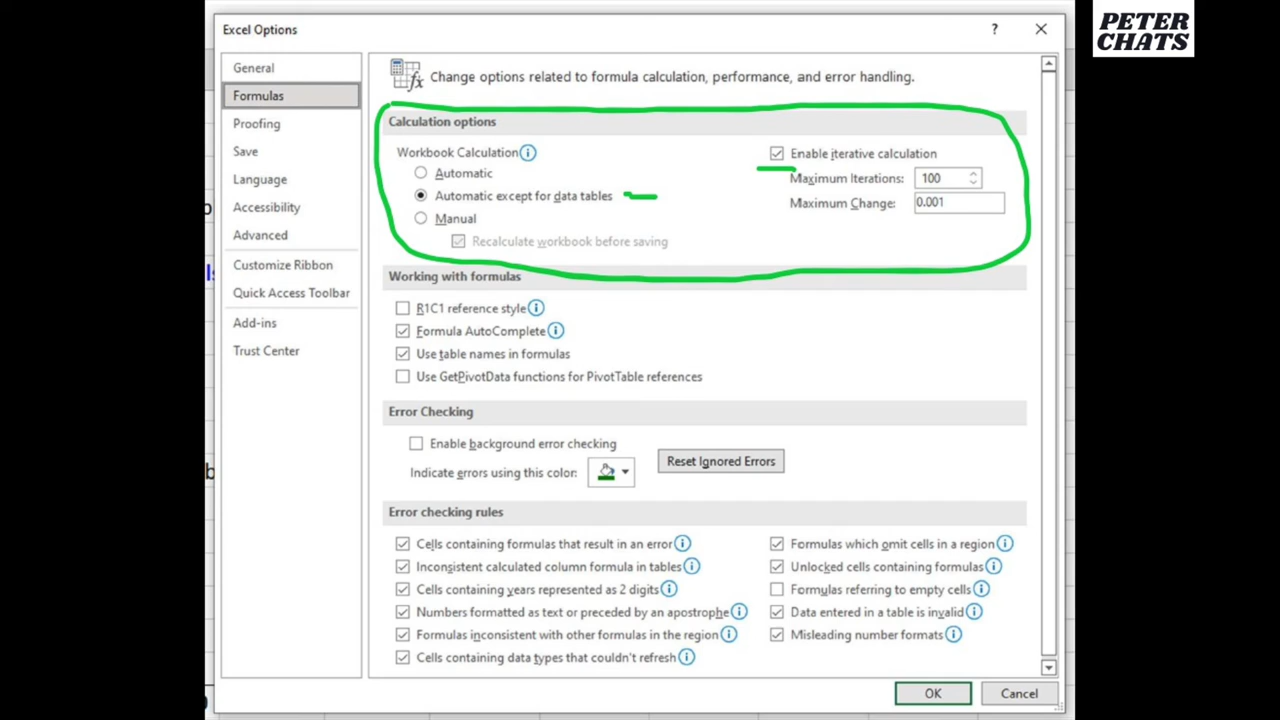 PETER
CHATS
Excel Options
?
General
Formulas
Proofing
Save
Language
Accessibility
Advanced
Customize Ribbon
Quick Access Toolbar
Add-ins
Trust Center
Change options related to formula calculation, performance, and error handling.
Calculation options
Workbook Calculation
Automatic
Automatic except for data tables
Manual
Recalculate workbook before saving
Enable iterative calculation
Maximum Iterations: 100
Maximum Change: 0.001
Working with formulas
R1C1 reference style
Formula AutoComplete
Use table names in formulas
Use GetPivotData functions for PivotTable references
Error Checking
Enable background error checking
Indicate errors using this color:
Reset Ignored Errors
Error checking rules
Cells containing formulas that result in an error
Inconsistent calculated column formula in tables
Cells containing years represented as 2 digits
Numbers formatted as text or preceded by an apostrophe
Formulas inconsistent with other formulas in the region
Cells containing data types that couldn't refresh
Formulas which omit cells in a region
Unlocked cells containing formulas
Formulas referring to empty cells
Data entered in a table is invalid
Misleading number formats
OK
Cancel